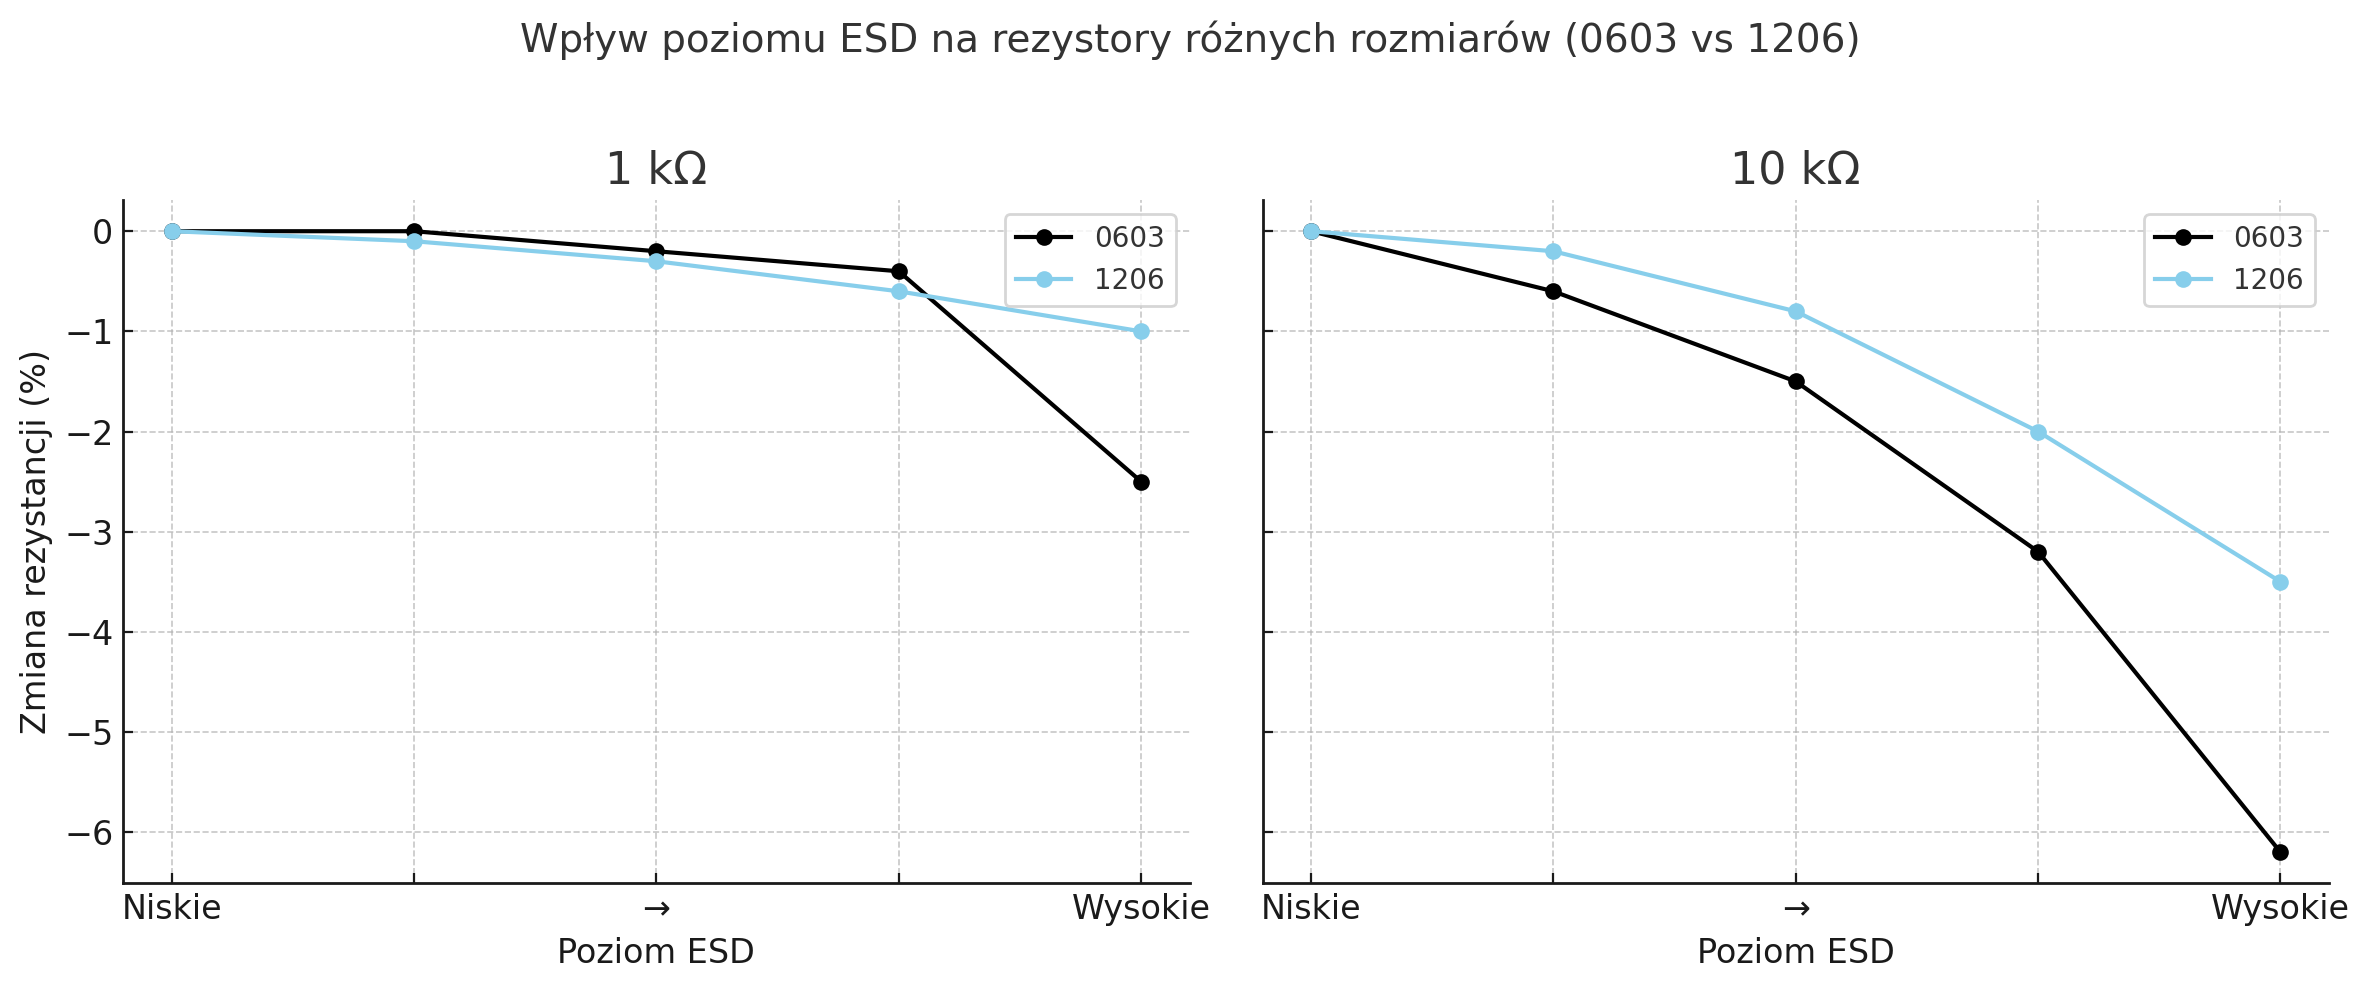 Wpływ poziomu ESD na rezystory różnych rozmiarów (0603 vs 1206)
1 kΩ
0603
1206
Zmiana rezystancji (%)
0
−1
−2
−3
−4
−5
−6
Niskie → Wysokie
Poziom ESD
10 kΩ
0603
1206
Niskie → Wysokie
Poziom ESD